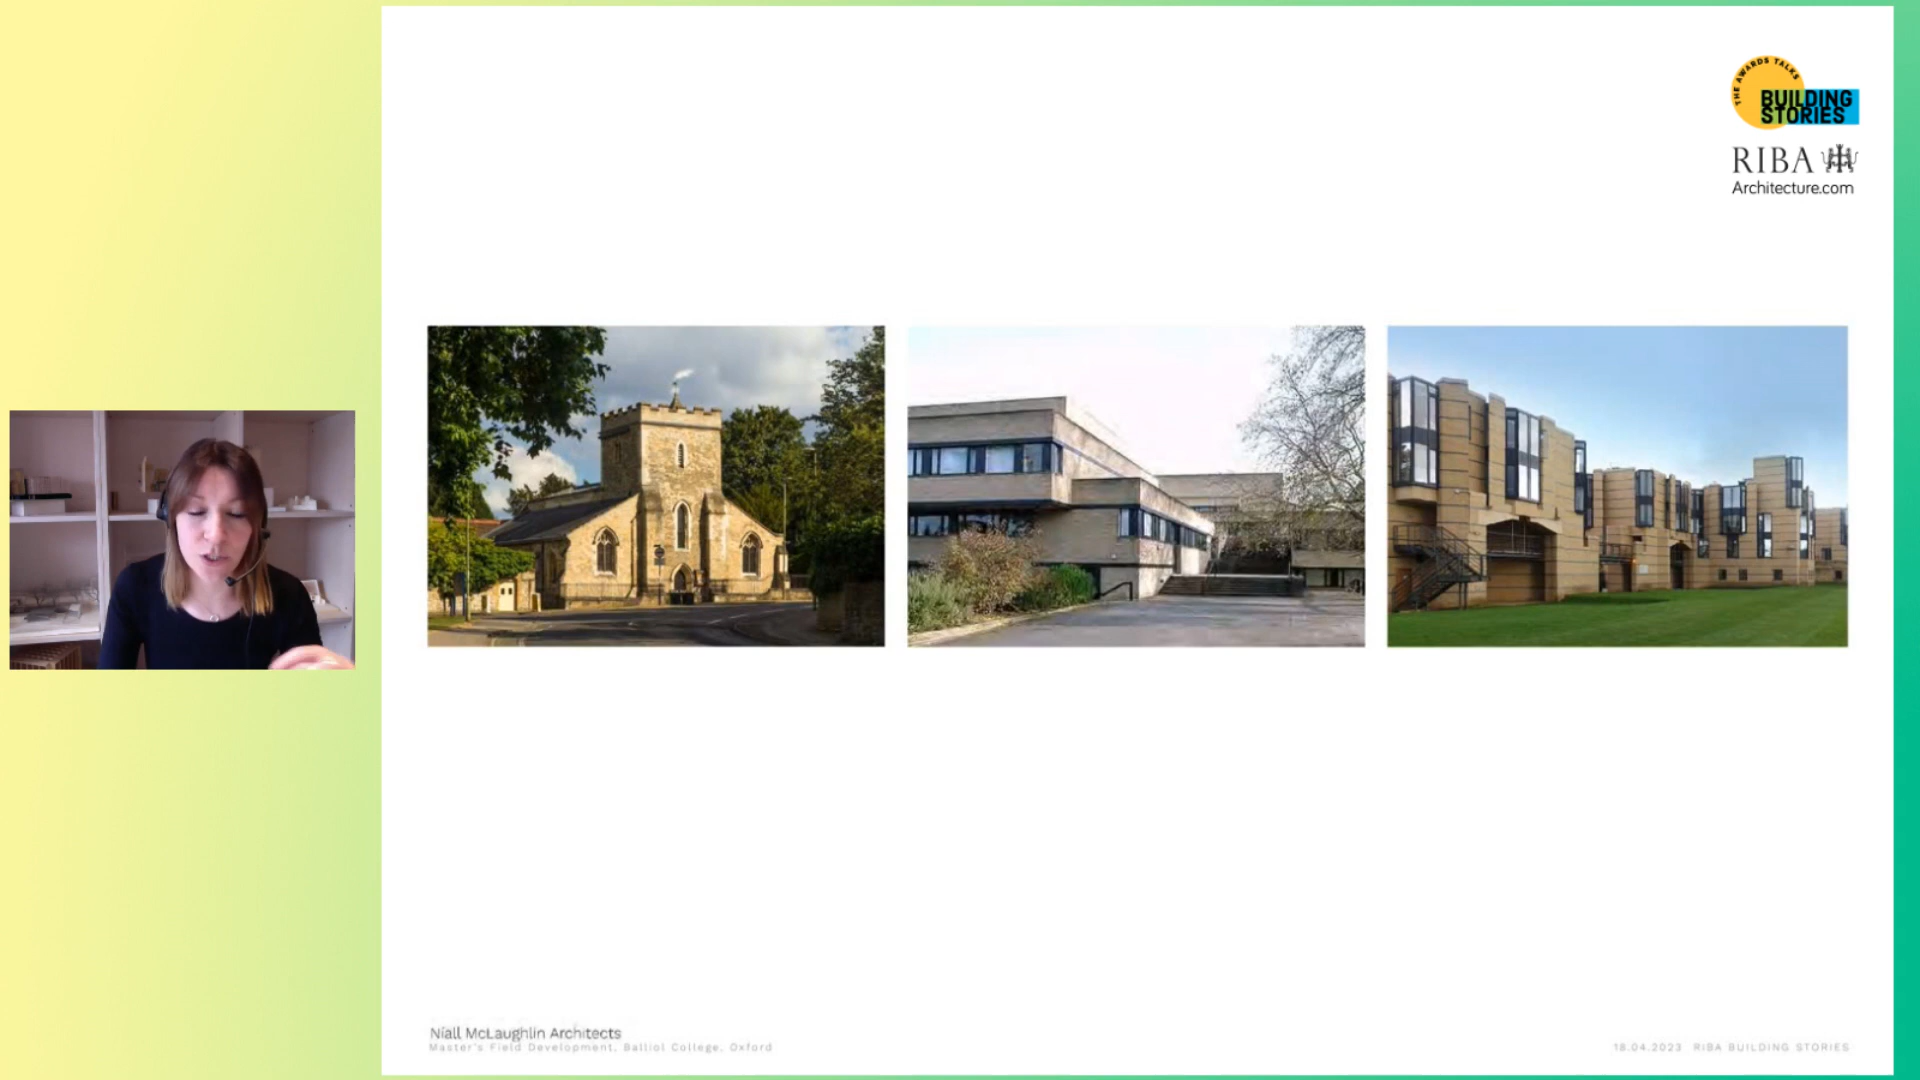 THE AWARDS TALKS
BUILDING
STORIES
RIBA
Architecture.com
Níall McLaughlin Architects
Master's Field Development, Balliol College, Oxford
18.04.2023 RIBA BUILDING STORIES